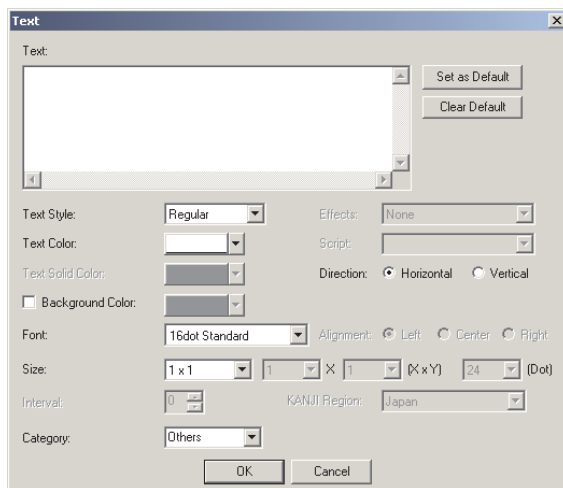 Text
Text:
Set as Default
Clear Default
Text Style: Regular Effects: None
Text Color: Script:
Text Solid Color: Direction: Horizontal Vertical
Background Color:
Font: 16dot Standard Alignment: Left Center Right
Size: 1 x 1 1 X 1 (X x Y) 24 (Dot)
Interval: 0 KANJI Region: Japan
Category: Others
OK Cancel